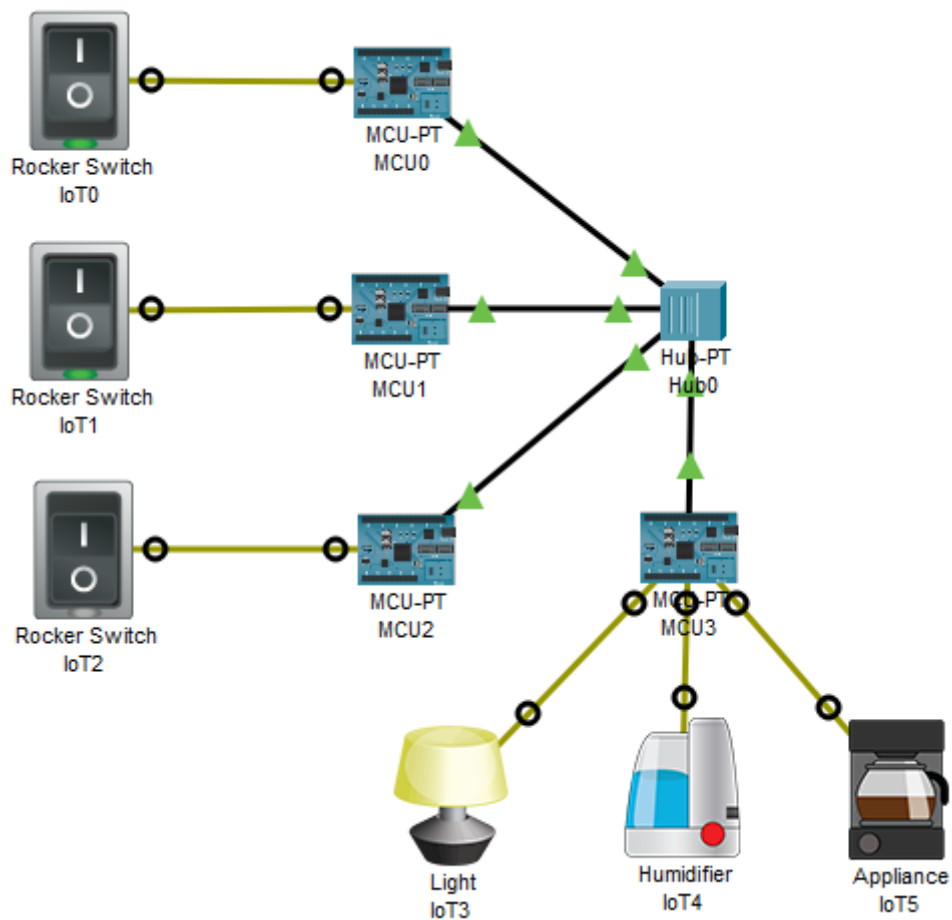 MCU-PT
MCU0
Rocker Switch
IoT0
MCU-PT
MCU1
Hub-PT
Hub0
Rocker Switch
IoT1
MCU-PT
MCU2
MCU-PT
MCU3
Rocker Switch
IoT2
Light
IoT3
Humidifier
IoT4
Appliance
IoT5